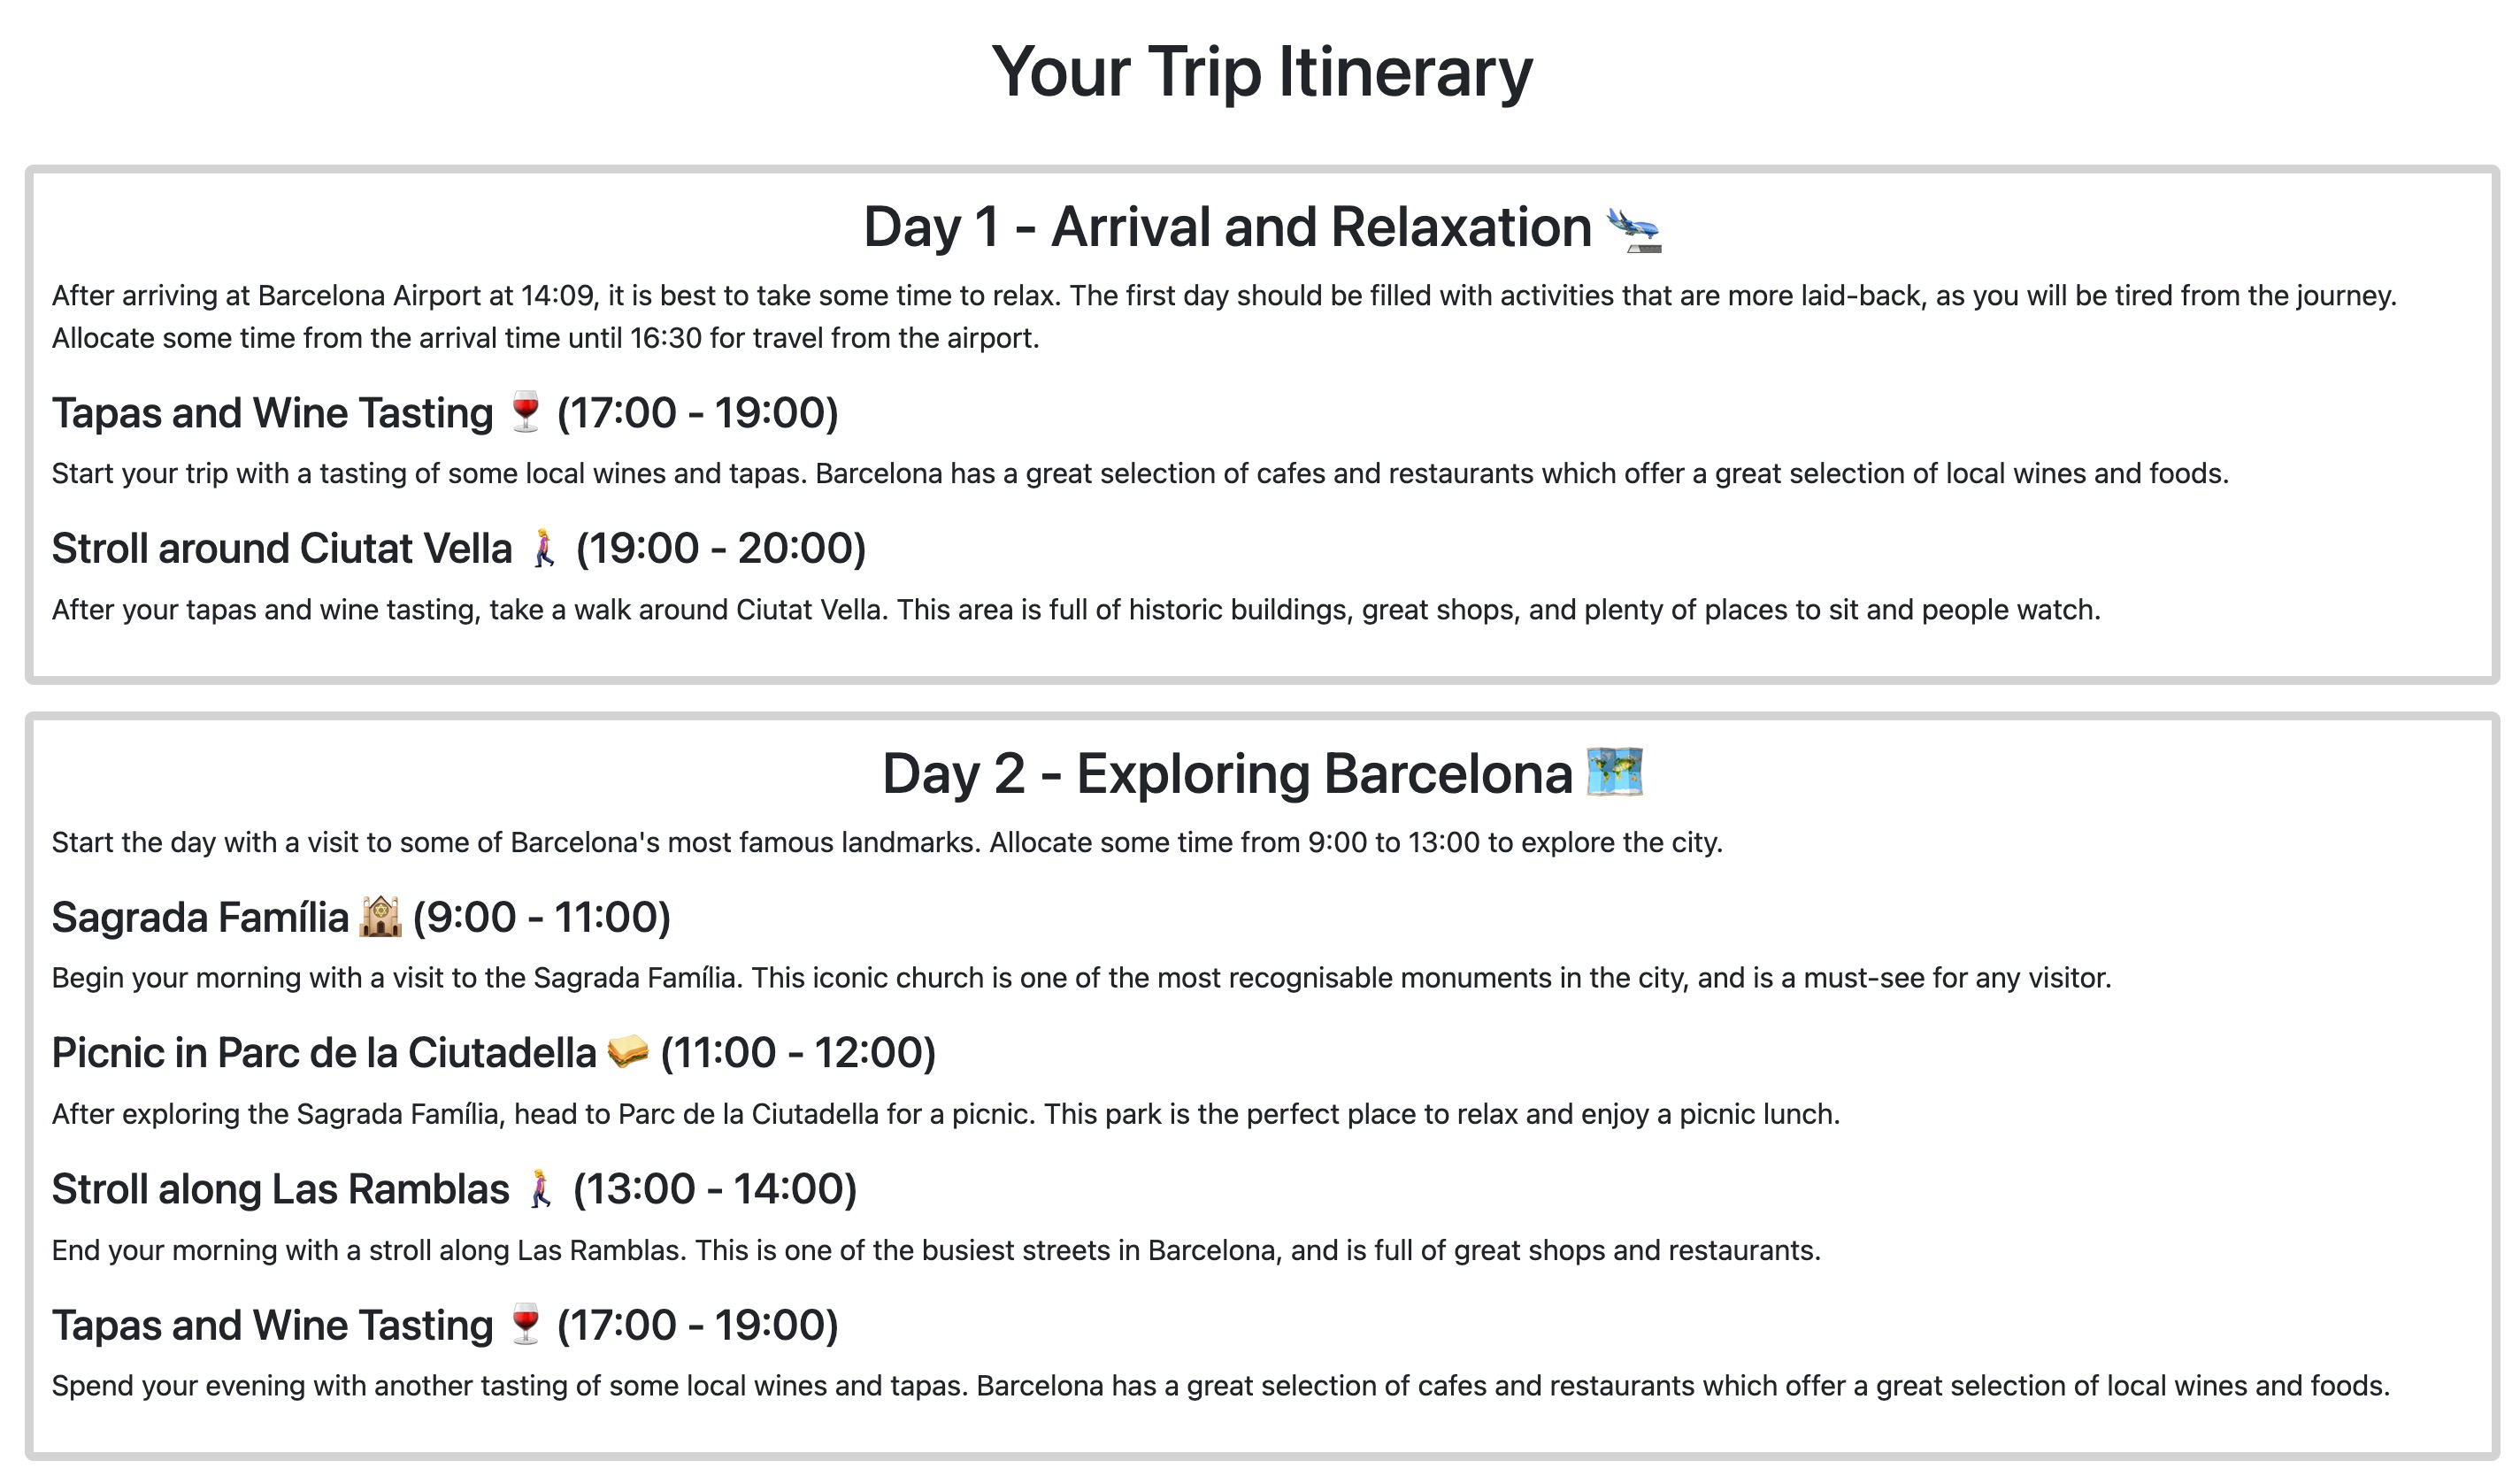 Your Trip Itinerary
Day 1 - Arrival and Relaxation 🛬
After arriving at Barcelona Airport at 14:09, it is best to take some time to relax. The first day should be filled with activities that are more laid-back, as you will be tired from the journey.
Allocate some time from the arrival time until 16:30 for travel from the airport.
Tapas and Wine Tasting 🍷 (17:00 - 19:00)
Start your trip with a tasting of some local wines and tapas. Barcelona has a great selection of cafes and restaurants which offer a great selection of local wines and foods.
Stroll around Ciutat Vella 🚶‍♀️ (19:00 - 20:00)
After your tapas and wine tasting, take a walk around Ciutat Vella. This area is full of historic buildings, great shops, and plenty of places to sit and people watch.
Day 2 - Exploring Barcelona 🗺️
Start the day with a visit to some of Barcelona's most famous landmarks. Allocate some time from 9:00 to 13:00 to explore the city.
Sagrada Família 🕍 (9:00 - 11:00)
Begin your morning with a visit to the Sagrada Família. This iconic church is one of the most recognisable monuments in the city, and is a must-see for any visitor.
Picnic in Parc de la Ciutadella 🥪 (11:00 - 12:00)
After exploring the Sagrada Família, head to Parc de la Ciutadella for a picnic. This park is the perfect place to relax and enjoy a picnic lunch.
Stroll along Las Ramblas 🚶‍♀️ (13:00 - 14:00)
End your morning with a stroll along Las Ramblas. This is one of the busiest streets in Barcelona, and is full of great shops and restaurants.
Tapas and Wine Tasting 🍷 (17:00 - 19:00)
Spend your evening with another tasting of some local wines and tapas. Barcelona has a great selection of cafes and restaurants which offer a great selection of local wines and foods.